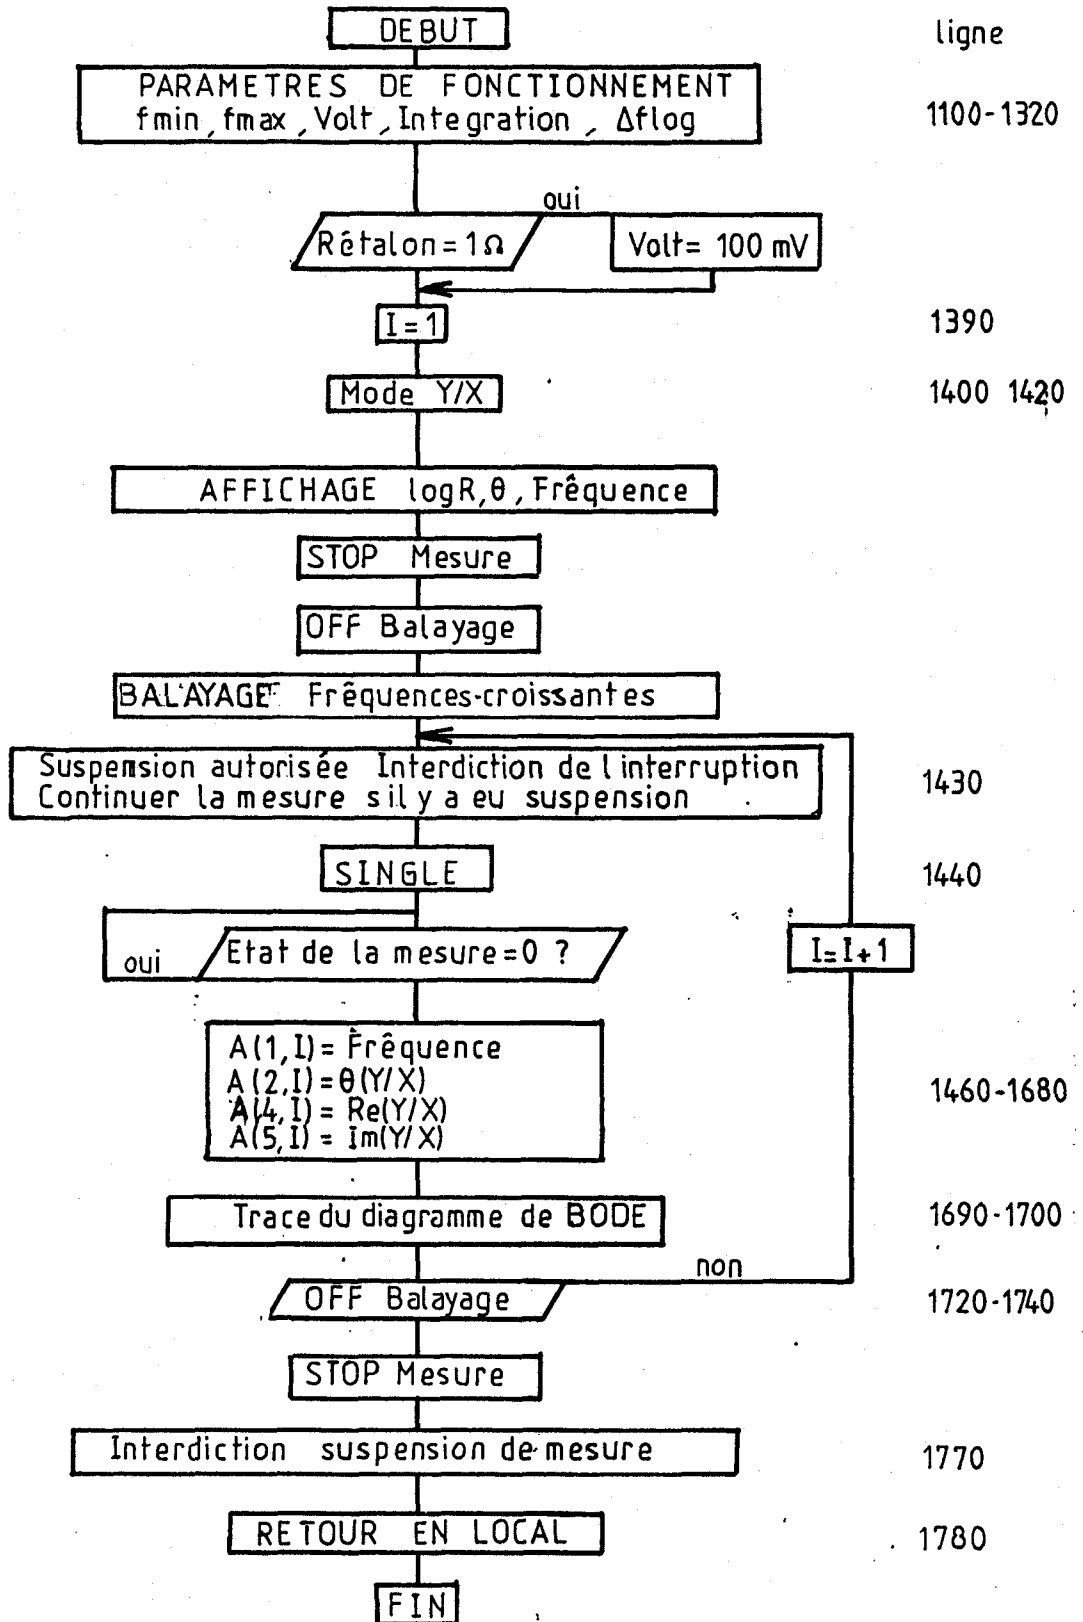 DEBUT
ligne
PARAMETRES DE FONCTIONNEMENT
fmin, fmax, Volt, Integration, Δflog
1100-1320
oui
Rétalon = 1Ω
Volt= 100 mV
I = 1
1390
Mode Y/X
1400 1420
AFFICHAGE logR, θ, Frêquence
STOP Mesure
OFF Balayage
BALAYAGE Frêquences-croissantes
Suspension autorisée Interdiction de l interruption
Continuer la mesure s il y a eu suspension
1430
SINGLE
1440
Etat de la mesure=0 ?
oui
I=I+1
A(1,I) = Frêquence
A(2,I) = θ(Y/X)
A(4,I) = Re(Y/X)
A(5,I) = Im(Y/X)
1460-1680
Trace du diagramme de BODE
1690-1700
non
OFF Balayage
1720-1740
STOP Mesure
Interdiction suspension de mesure
1770
RETOUR EN LOCAL
1780
FIN